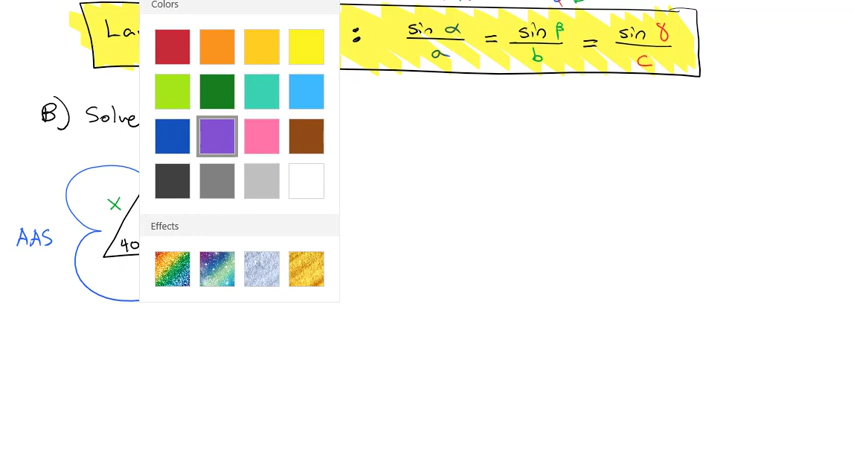 Colors
: sin α / a = sin β / b = sin γ / c
B) Solve
x
AAS
40
Effects